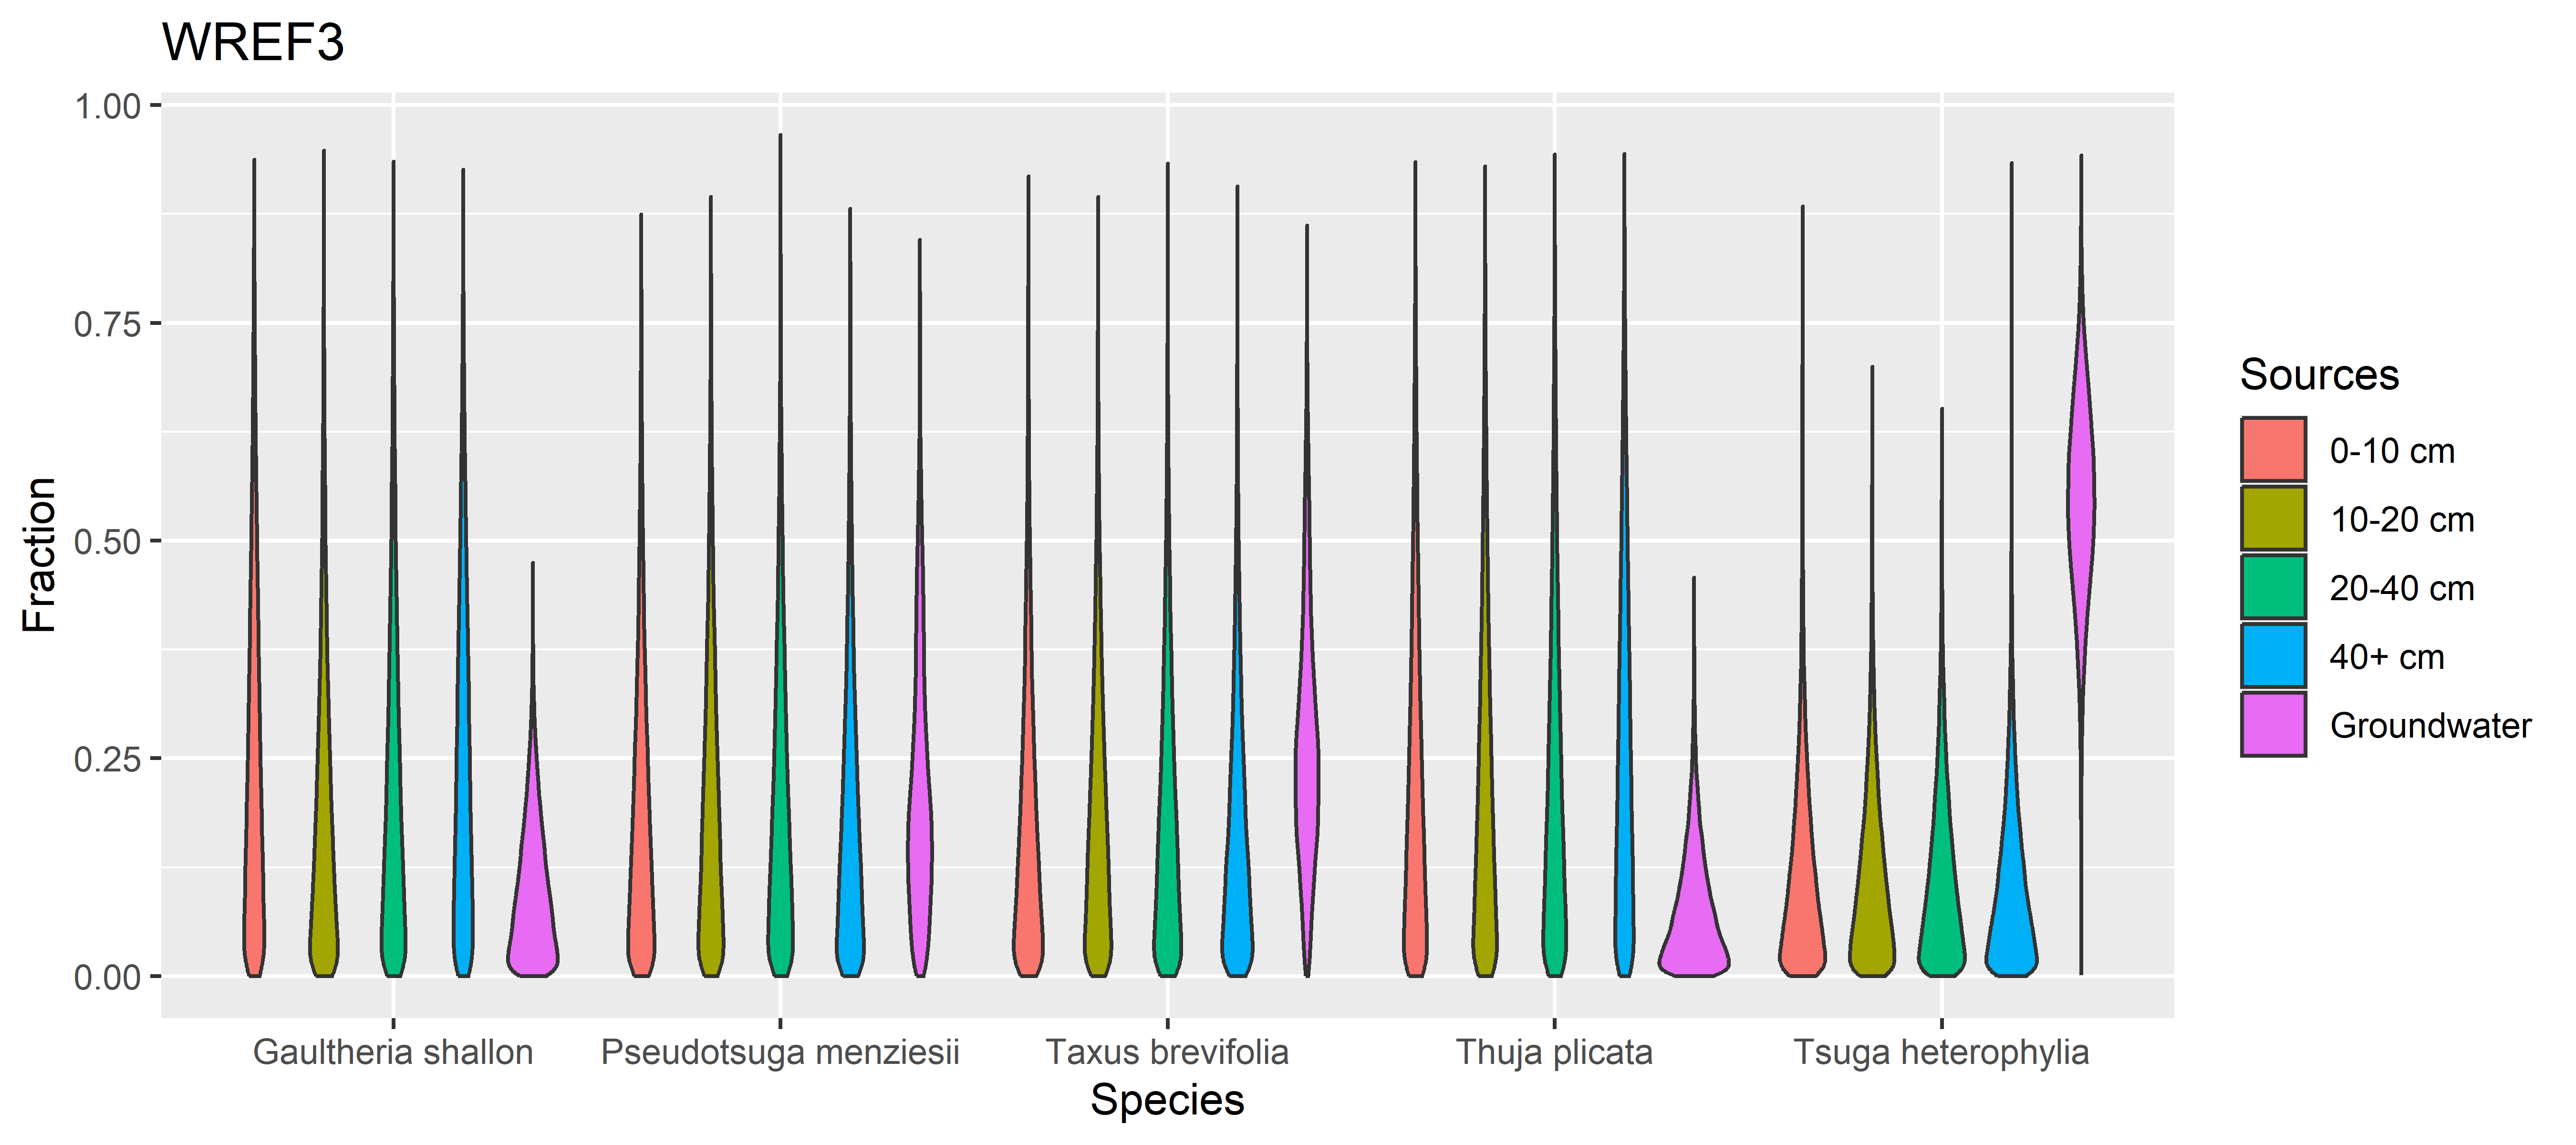 WREF3
1.00
0.75
0.50
0.25
0.00
Fraction
Gaultheria shallon
Pseudotsuga menziesii
Taxus brevifolia
Thuja plicata
Tsuga heterophylia
Species
Sources
0-10 cm
10-20 cm
20-40 cm
40+ cm
Groundwater